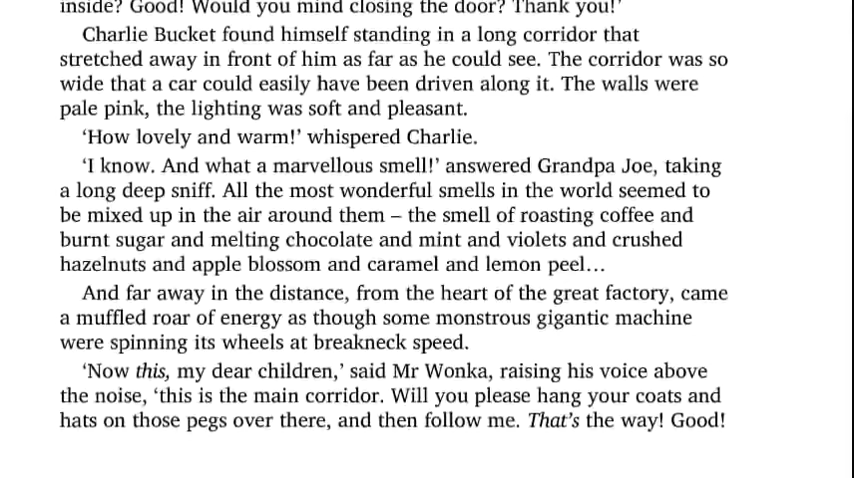 inside? Good! Would you mind closing the door? Thank you!’
Charlie Bucket found himself standing in a long corridor that
stretched away in front of him as far as he could see. The corridor was so
wide that a car could easily have been driven along it. The walls were
pale pink, the lighting was soft and pleasant.
‘How lovely and warm!’ whispered Charlie.
‘I know. And what a marvellous smell!’ answered Grandpa Joe, taking
a long deep sniff. All the most wonderful smells in the world seemed to
be mixed up in the air around them – the smell of roasting coffee and
burnt sugar and melting chocolate and mint and violets and crushed
hazelnuts and apple blossom and caramel and lemon peel…
And far away in the distance, from the heart of the great factory, came
a muffled roar of energy as though some monstrous gigantic machine
were spinning its wheels at breakneck speed.
‘Now this, my dear children,’ said Mr Wonka, raising his voice above
the noise, ‘this is the main corridor. Will you please hang your coats and
hats on those pegs over there, and then follow me. That’s the way! Good!